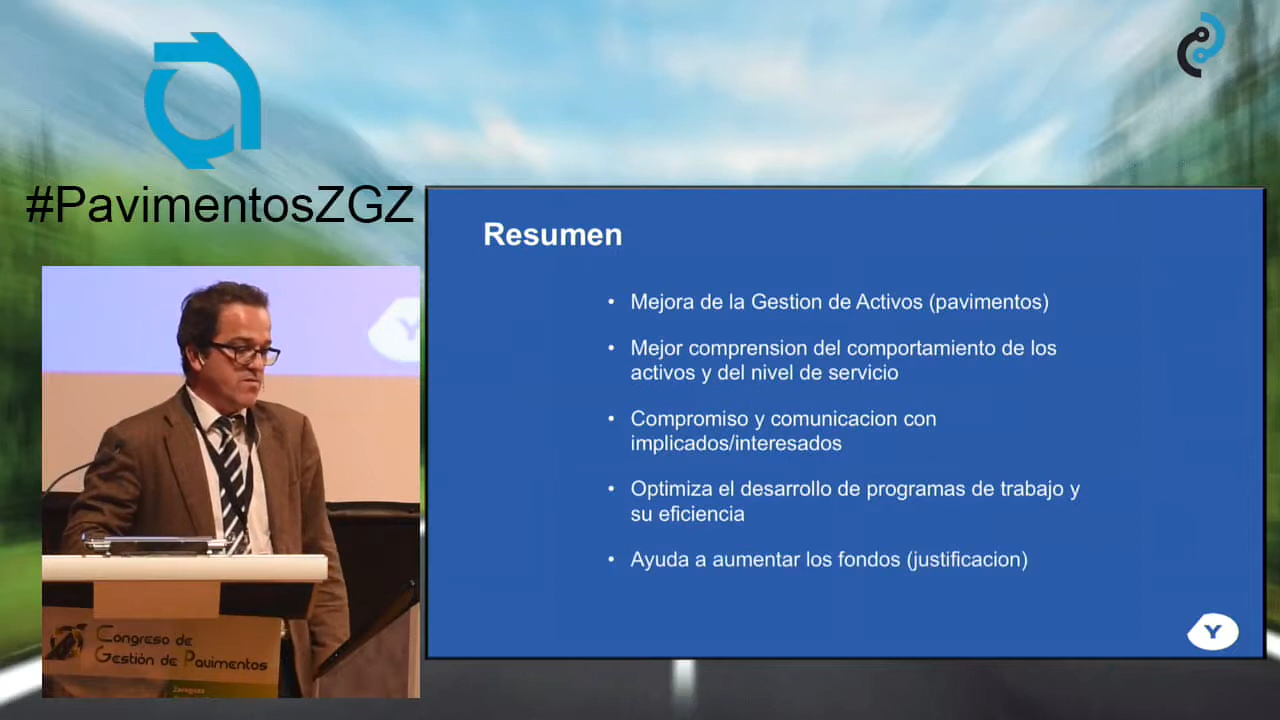 #PavimentosZGZ
Resumen
• Mejora de la Gestion de Activos (pavimentos)
• Mejor comprension del comportamiento de los
activos y del nivel de servicio
• Compromiso y comunicacion con
implicados/interesados
• Optimiza el desarrollo de programas de trabajo y
su eficiencia
• Ayuda a aumentar los fondos (justificacion)
Y
Y
Congreso de
Gestión de Pavimentos
Zaragoza